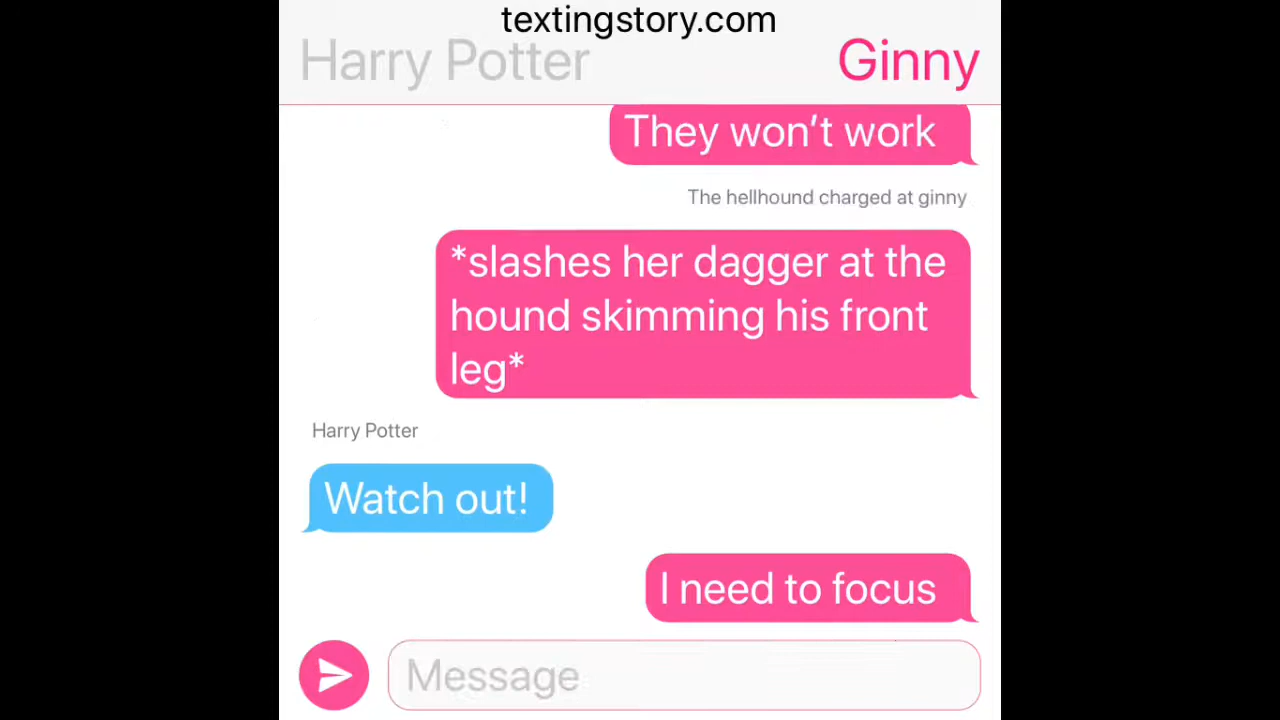 textingstory.com
Harry Potter
Ginny
They won't work
The hellhound charged at ginny
*slashes her dagger at the
hound skimming his front
leg*
Harry Potter
Watch out!
I need to focus
Message